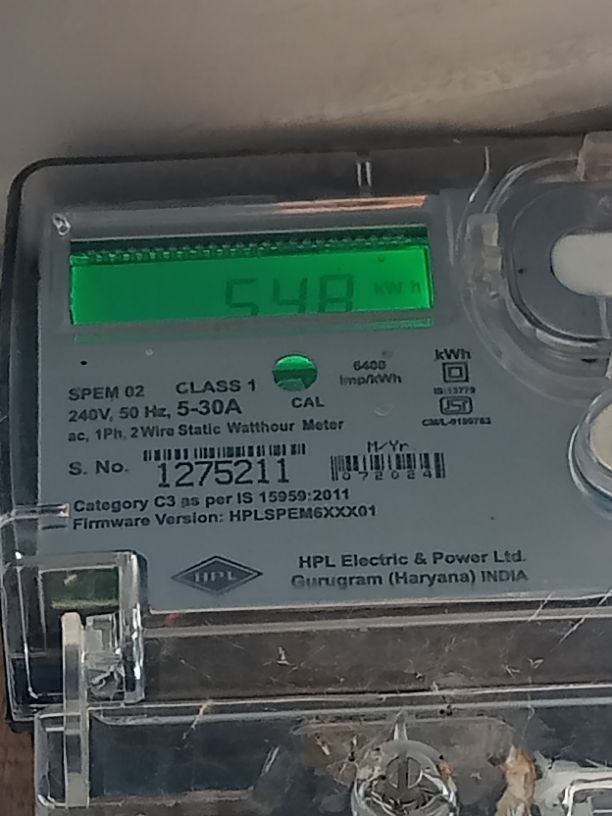 548 kWh
SPEM 02 CLASS 1
240V, 50 Hz, 5-30A
CAL
6400
Imp/kWh
kWh
ac, 1Ph, 2Wire Static Watthour Meter
S. No. 1275211
M/Yr
072024
Category C3 as per IS 15959:2011
Firmware Version: HPLSPEM6XXX01
HPL
HPL Electric & Power Ltd.
Gurugram (Haryana) INDIA